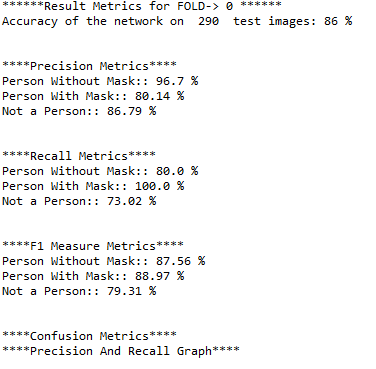 ******Result Metrics for FOLD-> 0 ******
Accuracy of the network on  290  test images: 86 %
****Precision Metrics****
Person Without Mask:: 96.7 %
Person With Mask:: 80.14 %
Not a Person:: 86.79 %
****Recall Metrics****
Person Without Mask:: 80.0 %
Person With Mask:: 100.0 %
Not a Person:: 73.02 %
****F1 Measure Metrics****
Person Without Mask:: 87.56 %
Person With Mask:: 88.97 %
Not a Person:: 79.31 %
****Confusion Metrics****
****Precision And Recall Graph****